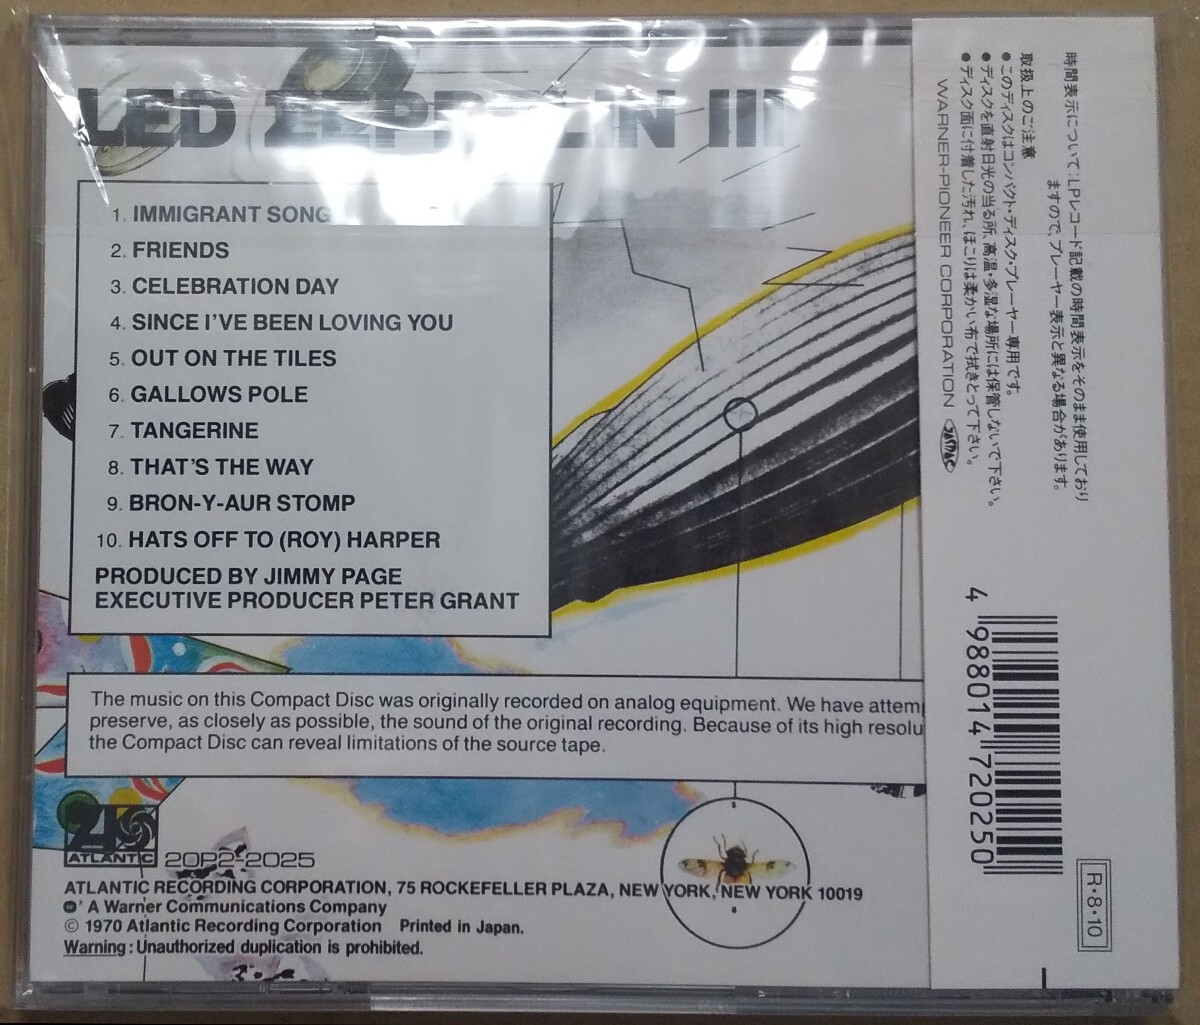 LED ZEPPELIN III
1. IMMIGRANT SONG
2. FRIENDS
3. CELEBRATION DAY
4. SINCE I'VE BEEN LOVING YOU
5. OUT ON THE TILES
6. GALLOWS POLE
7. TANGERINE
8. THAT'S THE WAY
9. BRON-Y-AUR STOMP
10. HATS OFF TO (ROY) HARPER
PRODUCED BY JIMMY PAGE
EXECUTIVE PRODUCER PETER GRANT
The music on this Compact Disc was originally recorded on analog equipment. We have attemp
preserve, as closely as possible, the sound of the original recording. Because of its high resolu
the Compact Disc can reveal limitations of the source tape.
ATLANTIC 20P2-2025
ATLANTIC RECORDING CORPORATION, 75 ROCKEFELLER PLAZA, NEW YORK, NEW YORK 10019
A Warner Communications Company
© 1970 Atlantic Recording Corporation Printed in Japan.
Warning: Unauthorized duplication is prohibited.
時間表示について:LPレコード記載の時間表示をそのまま使用しており
ますので、プレーヤー表示と異なる場合があります。
取扱上のご注意
●このディスクはコンパクト・ディスク・プレーヤー専用です。
●ディスクを直射日光の当る所、高温・多湿な場所には保管しないで下さい。
●ディスク面に付着した汚れ、ほこりは柔かい布で拭きとって下さい。
WARNER-PIONEER CORPORATION JASRAC
4 988014 720250
R・8・10